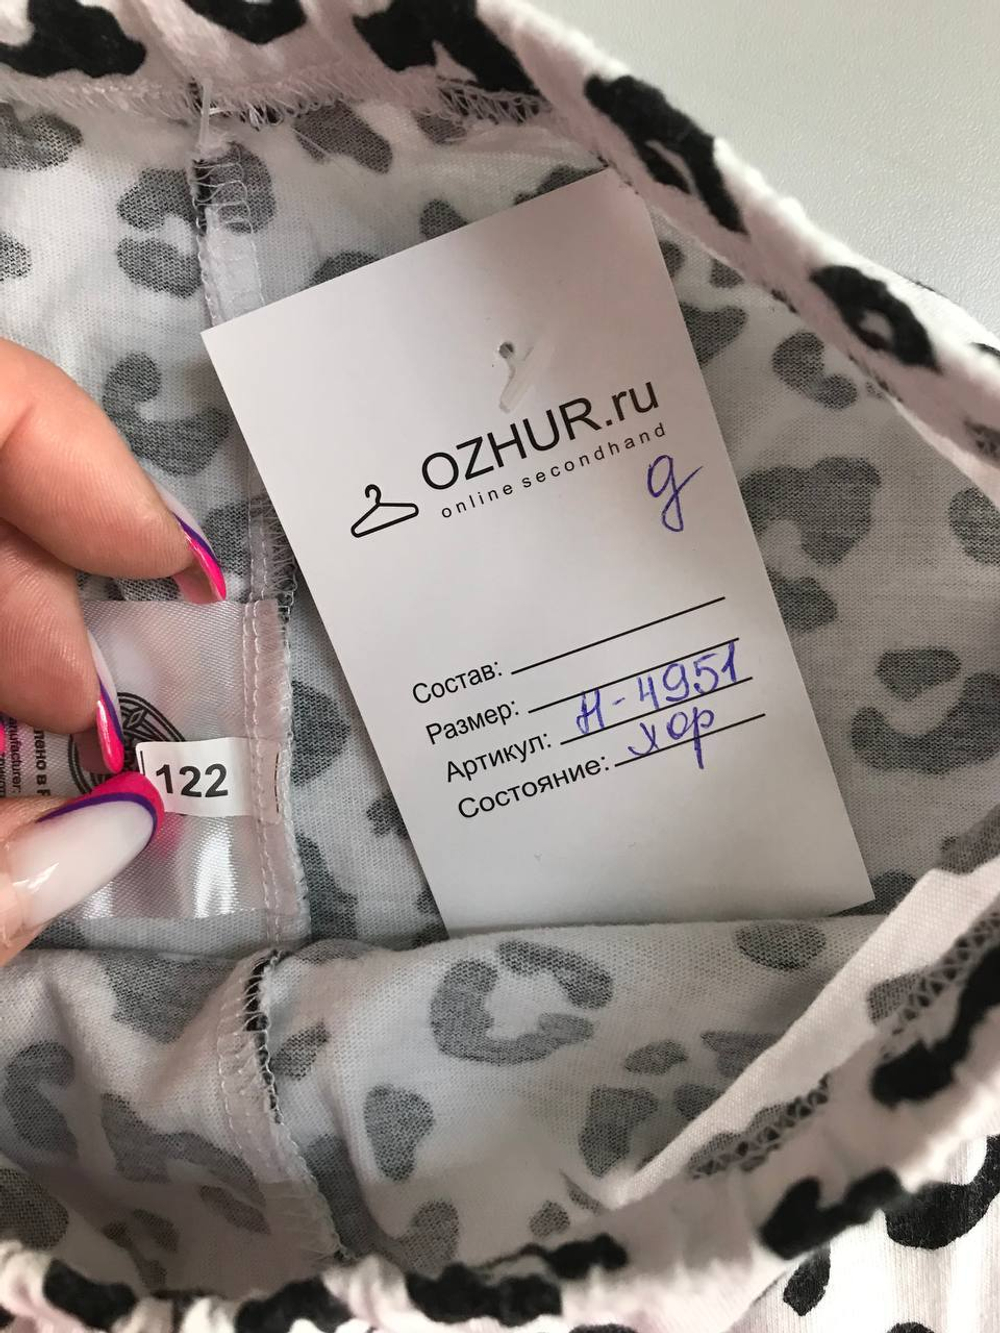 OZHUR.ru
online secondhand
g
Состав:
Размер:
Артикул: Н-4951
Состояние: хор
122